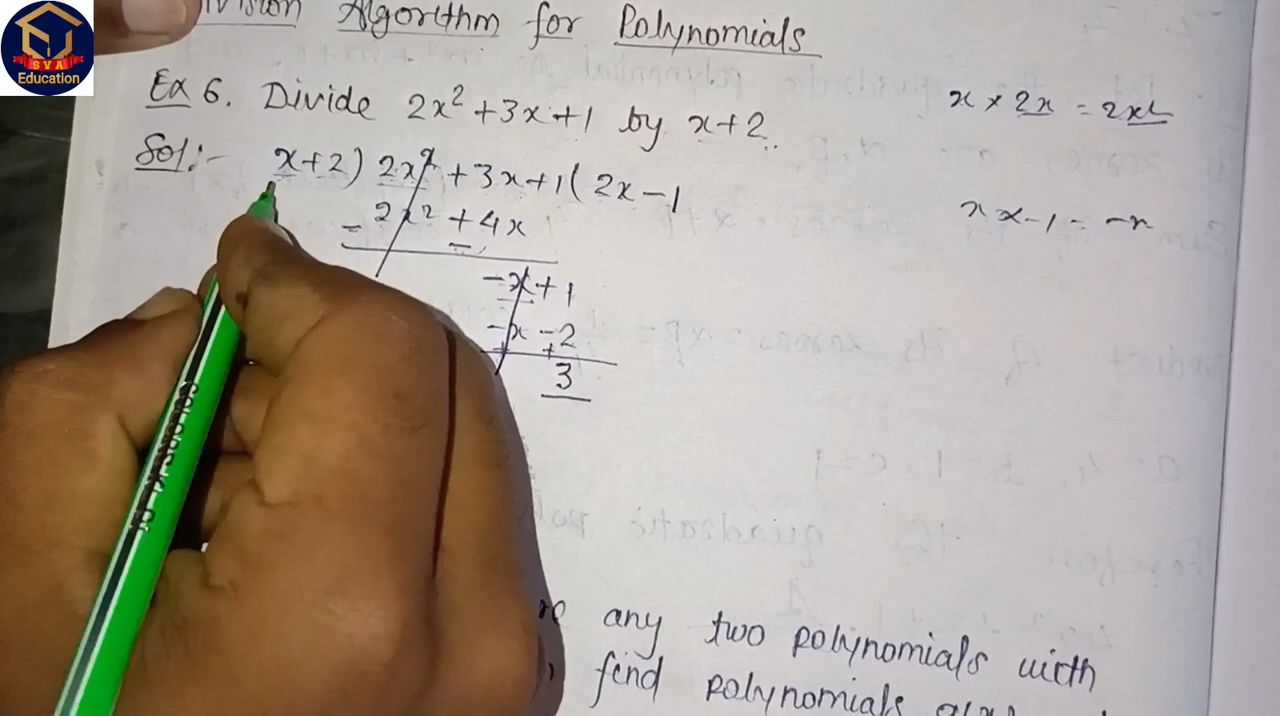 SVA
Education
Algorithm for Polynomials
Ex 6. Divide 2x² + 3x + 1 by x + 2.
x × 2x = 2x²
Sol:- x + 2 ) 2x² + 3x + 1 ( 2x - 1
x x - 1 = -x
2x² + 4x
- -
-x + 1
-x - 2
+ +
3
any two polynomials with
find polynomials